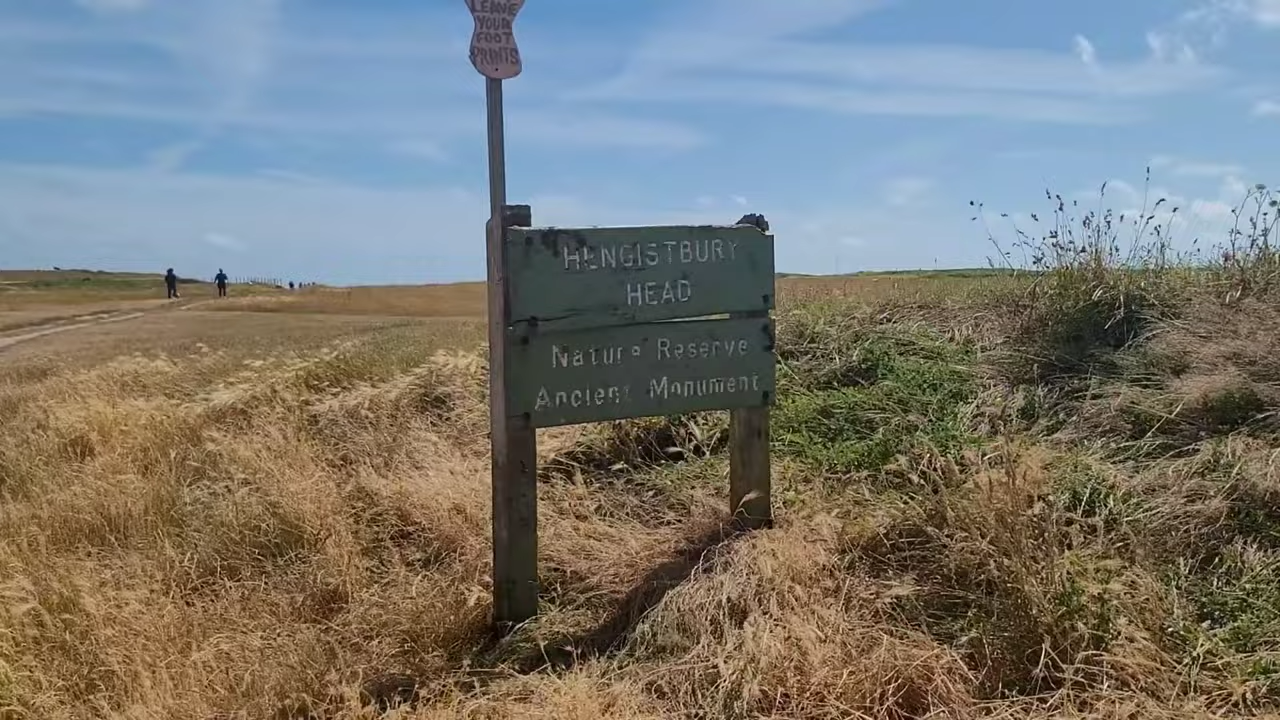 LEAVE
YOUR
FOOT
PRINTS
HENGISTBURY
HEAD
Nature Reserve
Ancient Monument